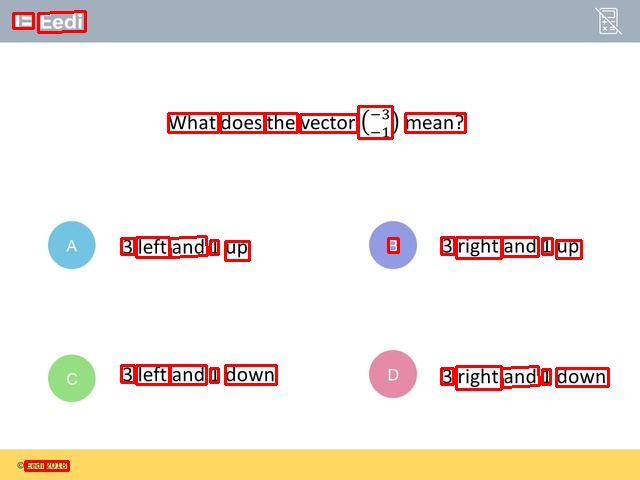 Eedi
What does the vector (−3 −1) mean?
A 3 left and 1 up
B 3 right and 1 up
C 3 left and 1 down
D 3 right and 1 down
© Eedi 2018